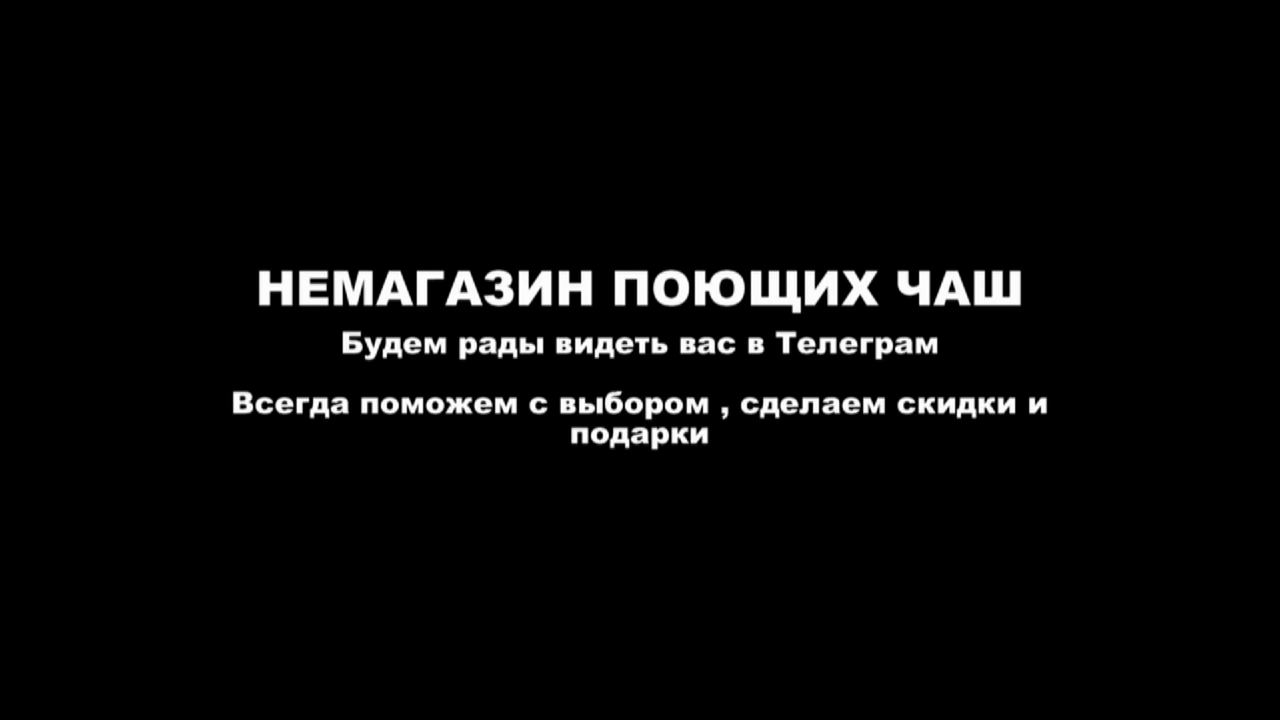 НЕМАГАЗИН ПОЮЩИХ ЧАШ
Будем рады видеть вас в Телеграм
Всегда поможем с выбором , сделаем скидки и
подарки